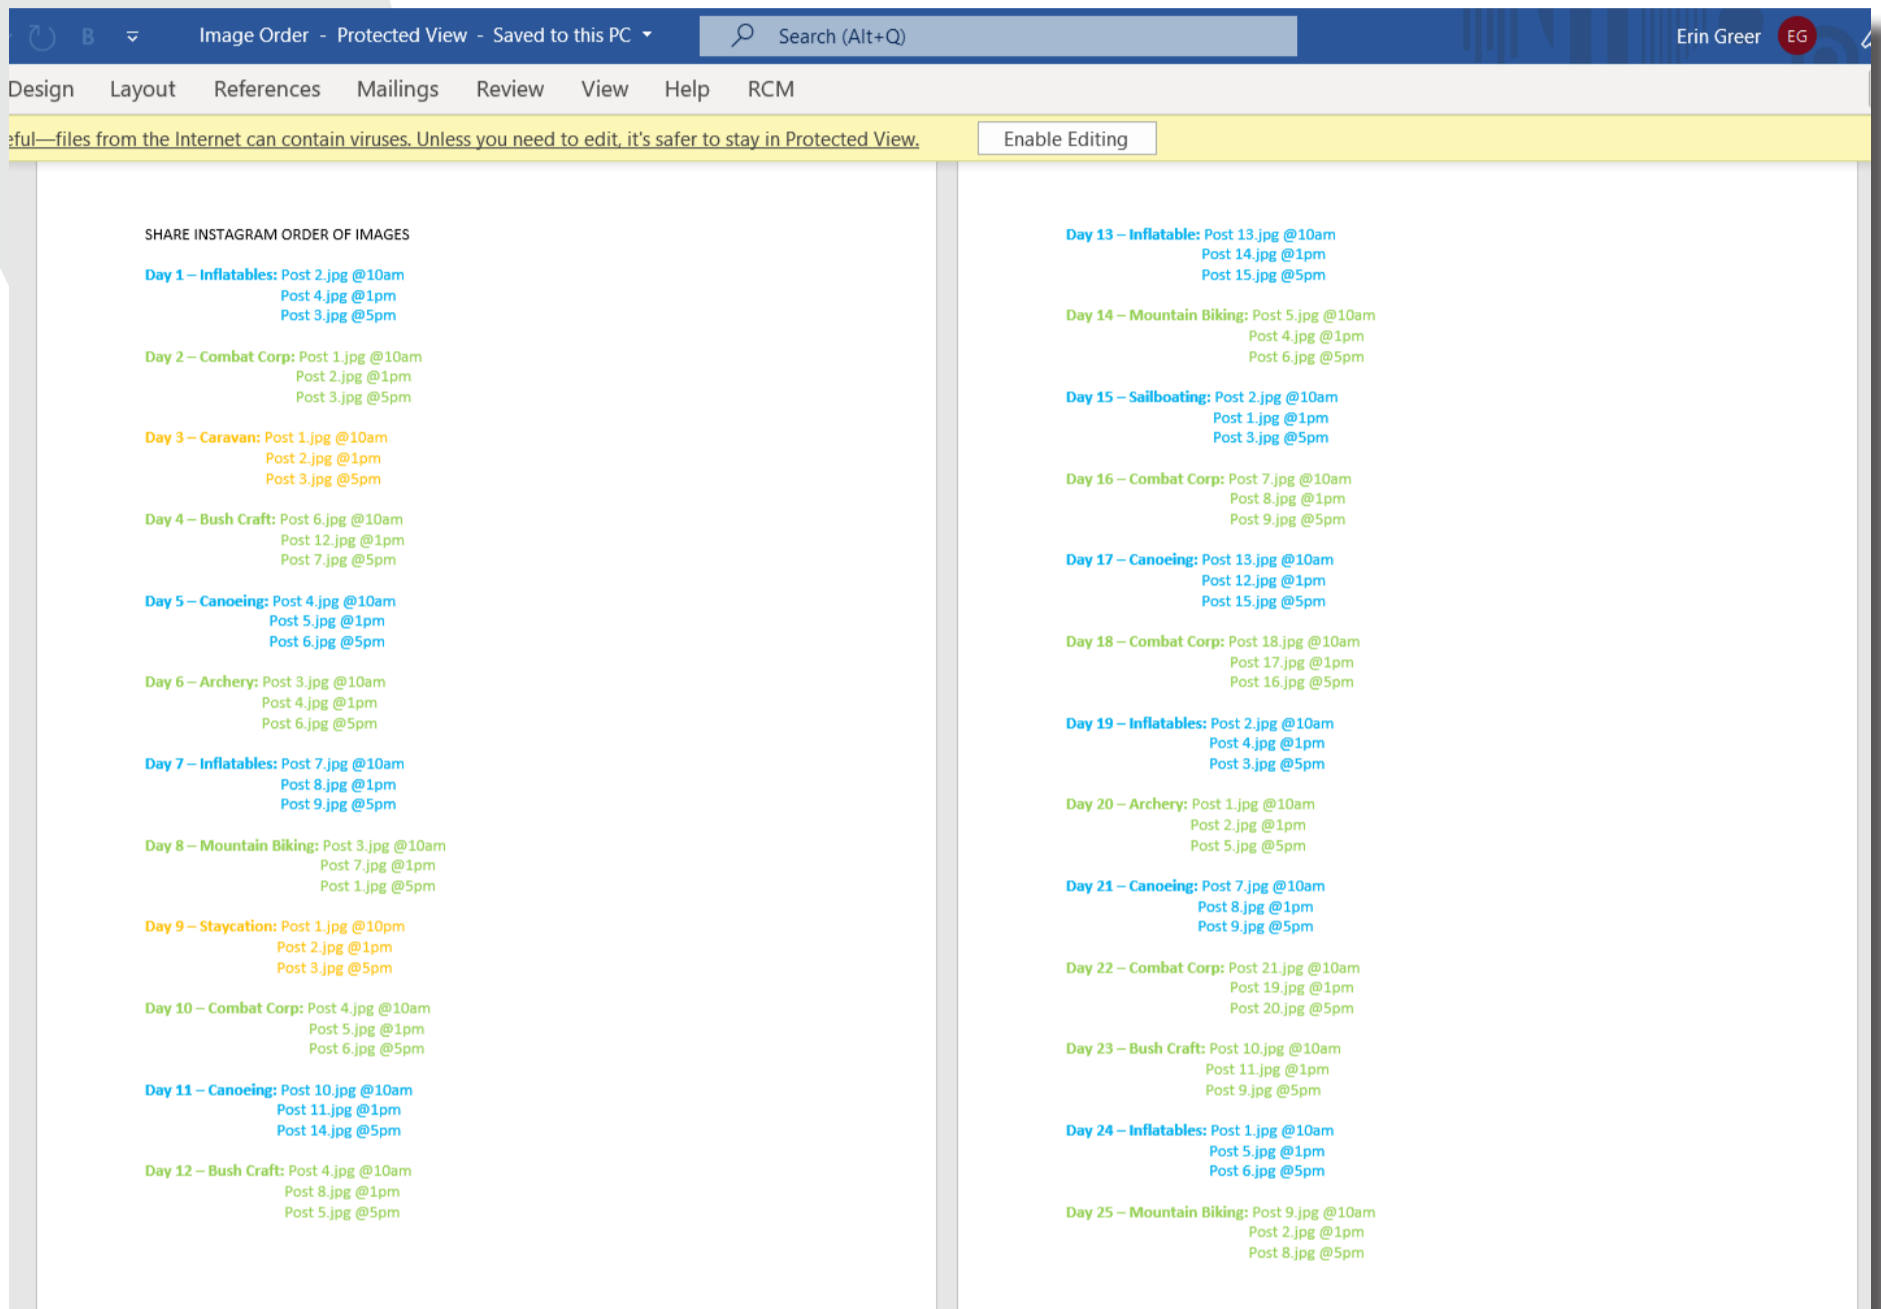 B
Image Order - Protected View - Saved to this PC
Search (Alt+Q)
Erin Greer
EG
Design Layout References Mailings Review View Help RCM
files from the Internet can contain viruses. Unless you need to edit, it's safer to stay in Protected View.
Enable Editing
SHARE INSTAGRAM ORDER OF IMAGES
Day 1 – Inflatables: Post 2.jpg @10am
Post 4.jpg @1pm
Post 3.jpg @5pm
Day 2 – Combat Corp: Post 1.jpg @10am
Post 2.jpg @1pm
Post 3.jpg @5pm
Day 3 – Caravan: Post 1.jpg @10am
Post 2.jpg @1pm
Post 3.jpg @5pm
Day 4 – Bush Craft: Post 6.jpg @10am
Post 12.jpg @1pm
Post 7.jpg @5pm
Day 5 – Canoeing: Post 4.jpg @10am
Post 5.jpg @1pm
Post 6.jpg @5pm
Day 6 – Archery: Post 3.jpg @10am
Post 4.jpg @1pm
Post 6.jpg @5pm
Day 7 – Inflatables: Post 7.jpg @10am
Post 8.jpg @1pm
Post 9.jpg @5pm
Day 8 – Mountain Biking: Post 3.jpg @10am
Post 7.jpg @1pm
Post 1.jpg @5pm
Day 9 – Staycation: Post 1.jpg @10pm
Post 2.jpg @1pm
Post 3.jpg @5pm
Day 10 – Combat Corp: Post 4.jpg @10am
Post 5.jpg @1pm
Post 6.jpg @5pm
Day 11 – Canoeing: Post 10.jpg @10am
Post 11.jpg @1pm
Post 14.jpg @5pm
Day 12 – Bush Craft: Post 4.jpg @10am
Post 8.jpg @1pm
Post 5.jpg @5pm
Day 13 – Inflatable: Post 13.jpg @10am
Post 14.jpg @1pm
Post 15.jpg @5pm
Day 14 – Mountain Biking: Post 5.jpg @10am
Post 4.jpg @1pm
Post 6.jpg @5pm
Day 15 – Sailboating: Post 2.jpg @10am
Post 1.jpg @1pm
Post 3.jpg @5pm
Day 16 – Combat Corp: Post 7.jpg @10am
Post 8.jpg @1pm
Post 9.jpg @5pm
Day 17 – Canoeing: Post 13.jpg @10am
Post 12.jpg @1pm
Post 15.jpg @5pm
Day 18 – Combat Corp: Post 18.jpg @10am
Post 17.jpg @1pm
Post 16.jpg @5pm
Day 19 – Inflatables: Post 2.jpg @10am
Post 4.jpg @1pm
Post 3.jpg @5pm
Day 20 – Archery: Post 1.jpg @10am
Post 2.jpg @1pm
Post 5.jpg @5pm
Day 21 – Canoeing: Post 7.jpg @10am
Post 8.jpg @1pm
Post 9.jpg @5pm
Day 22 – Combat Corp: Post 21.jpg @10am
Post 19.jpg @1pm
Post 20.jpg @5pm
Day 23 – Bush Craft: Post 10.jpg @10am
Post 11.jpg @1pm
Post 9.jpg @5pm
Day 24 – Inflatables: Post 1.jpg @10am
Post 5.jpg @1pm
Post 6.jpg @5pm
Day 25 – Mountain Biking: Post 9.jpg @10am
Post 2.jpg @1pm
Post 8.jpg @5pm